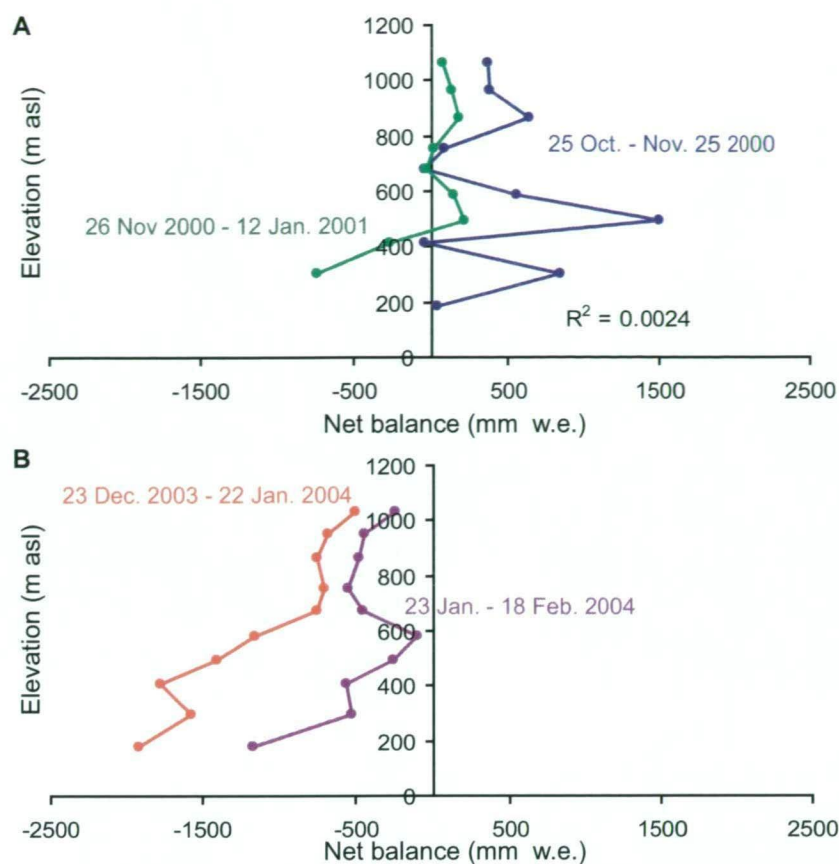 A
1200
1000
800
600
400
200
0
Elevation (m asl)
25 Oct. - Nov. 25 2000
26 Nov 2000 - 12 Jan. 2001
R² = 0.0024
-2500 -1500 -500 500 1500 2500
Net balance (mm w.e.)
B
1200
1000
800
600
400
200
0
Elevation (m asl)
23 Dec. 2003 - 22 Jan. 2004
23 Jan. - 18 Feb. 2004
-2500 -1500 -500 500 1500 2500
Net balance (mm w.e.)